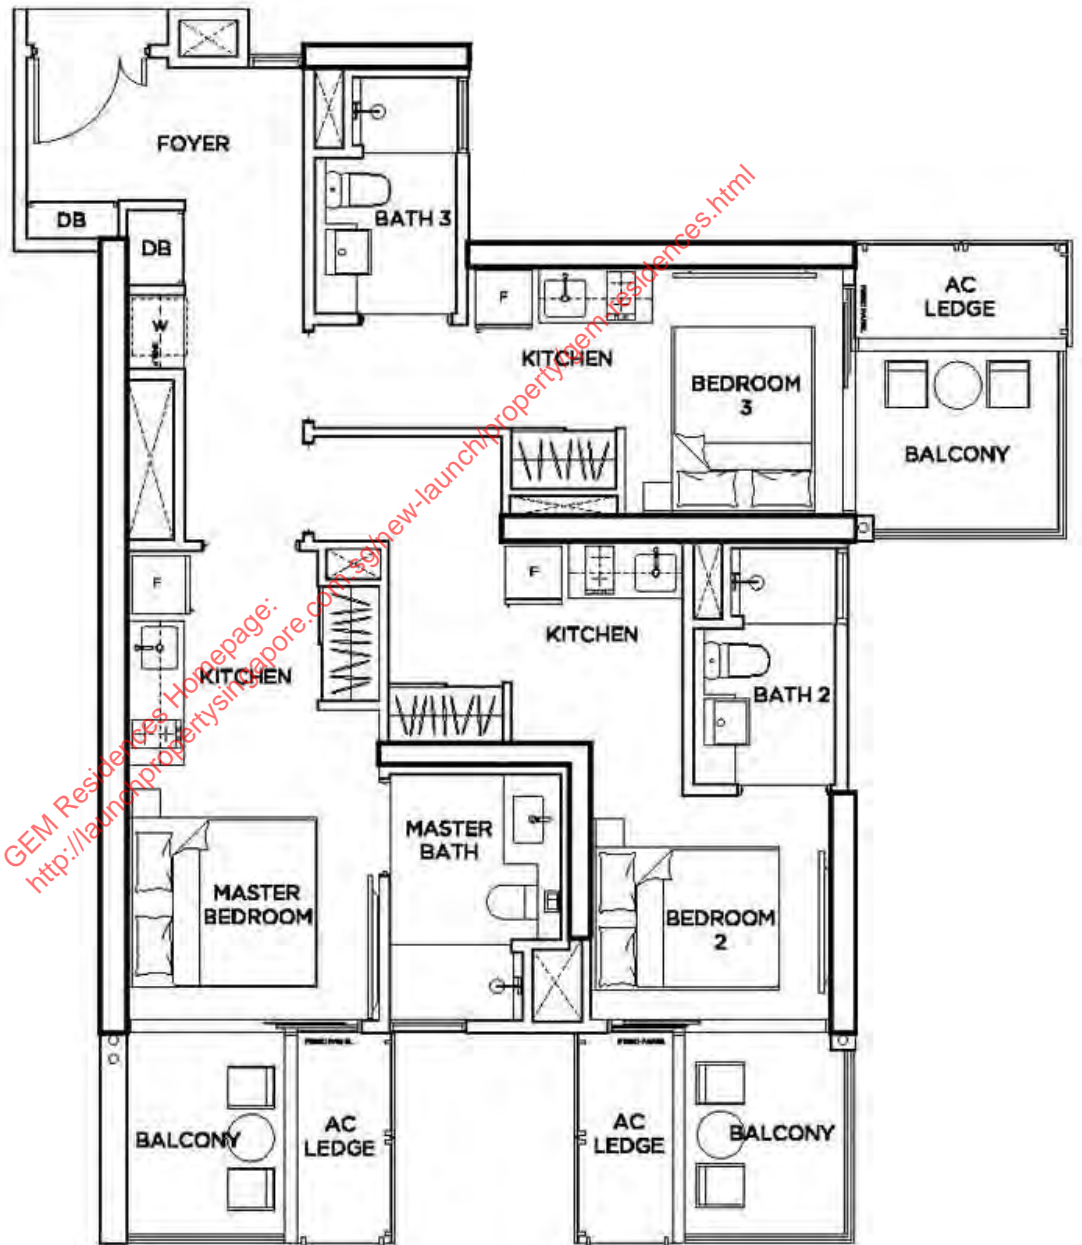 FOYER
DB
DB
BATH 3
W
F
KITCHEN
BEDROOM
3
AC
LEDGE
BALCONY
F
KITCHEN
F
KITCHEN
BATH 2
MASTER
BATH
MASTER
BEDROOM
BEDROOM
2
BALCONY
AC
LEDGE
AC
LEDGE
BALCONY
GEM Residences Homepage:
http://launchpropertysingapore.com.sg/new-launch/property/gem-residences.html